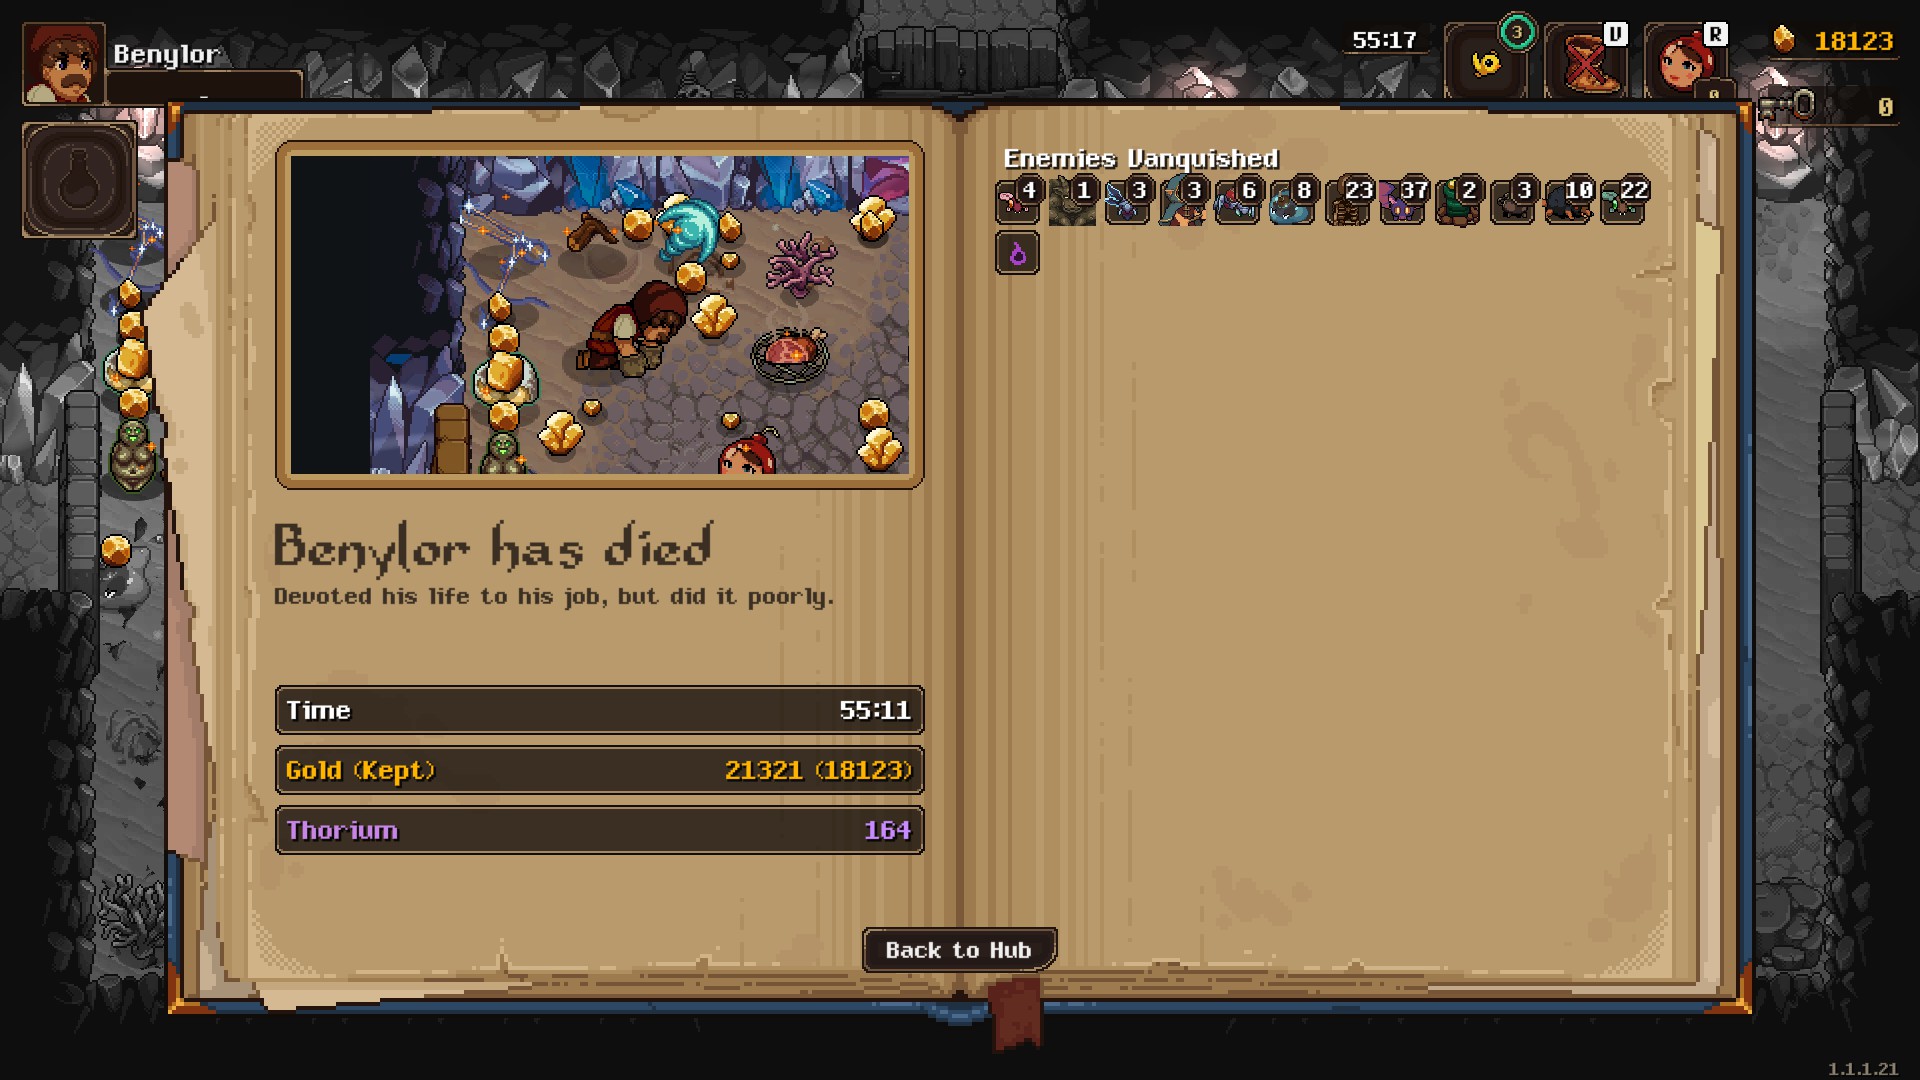 Benylor
55:17
3
V
R
18123
0
0
Enemies Vanquished
4 1 3 3 6 8 23 37 2 3 10 22
Benylor has died
Devoted his life to his job, but did it poorly.
Time 55:11
Gold (Kept) 21321 (18123)
Thorium 164
Back to Hub
1.1.1.21